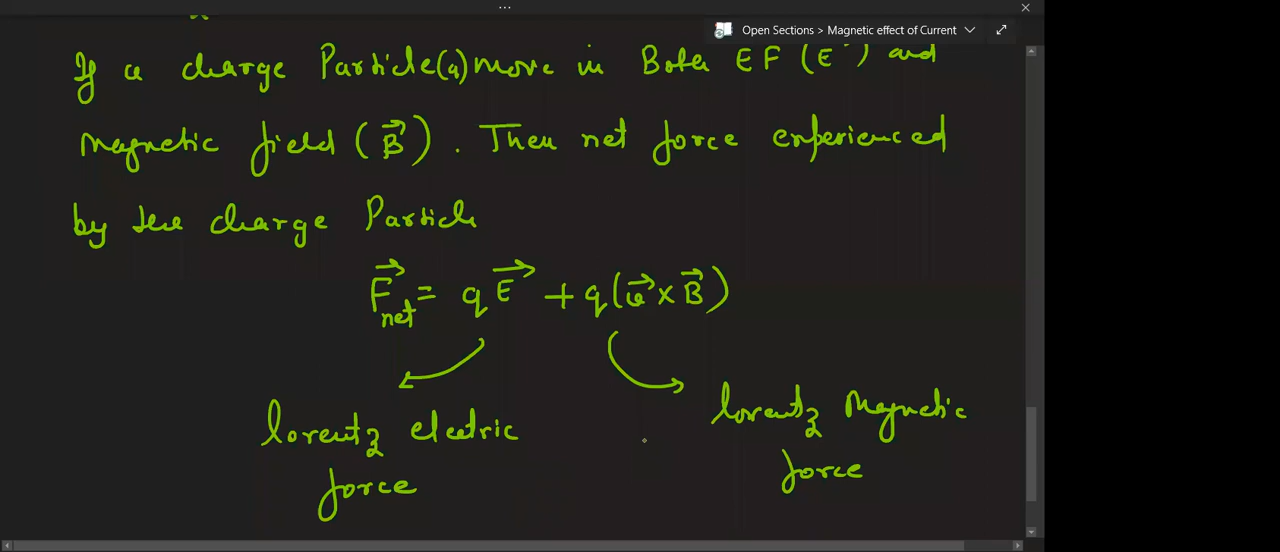 Open Sections > Magnetic effect of Current
If a charge Particle(q) move in Both EF (E⃗) and
Magnetic field (B⃗). Then net force experienced
by the charge Particle
F⃗net = qE⃗ + q(v⃗×B⃗)
lorentz electric
force
lorentz Magnetic
force